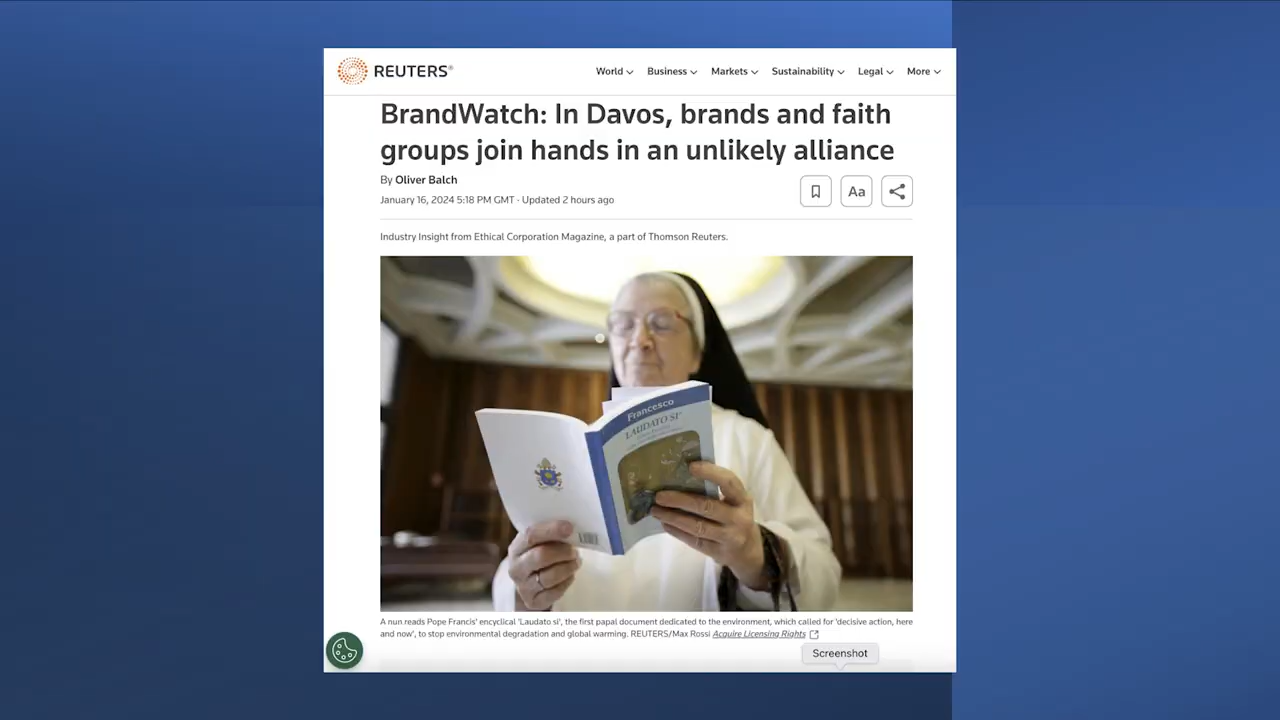 REUTERS®
World Business Markets Sustainability Legal More
BrandWatch: In Davos, brands and faith
groups join hands in an unlikely alliance
By Oliver Balch
January 16, 2024 5:18 PM GMT · Updated 2 hours ago
Aa
Industry Insight from Ethical Corporation Magazine, a part of Thomson Reuters.
Francesco
LAUDATO SI'
A nun reads Pope Francis' encyclical 'Laudato si', the first papal document dedicated to the environment, which called for 'decisive action, here
and now', to stop environmental degradation and global warming. REUTERS/Max Rossi Acquire Licensing Rights
Screenshot